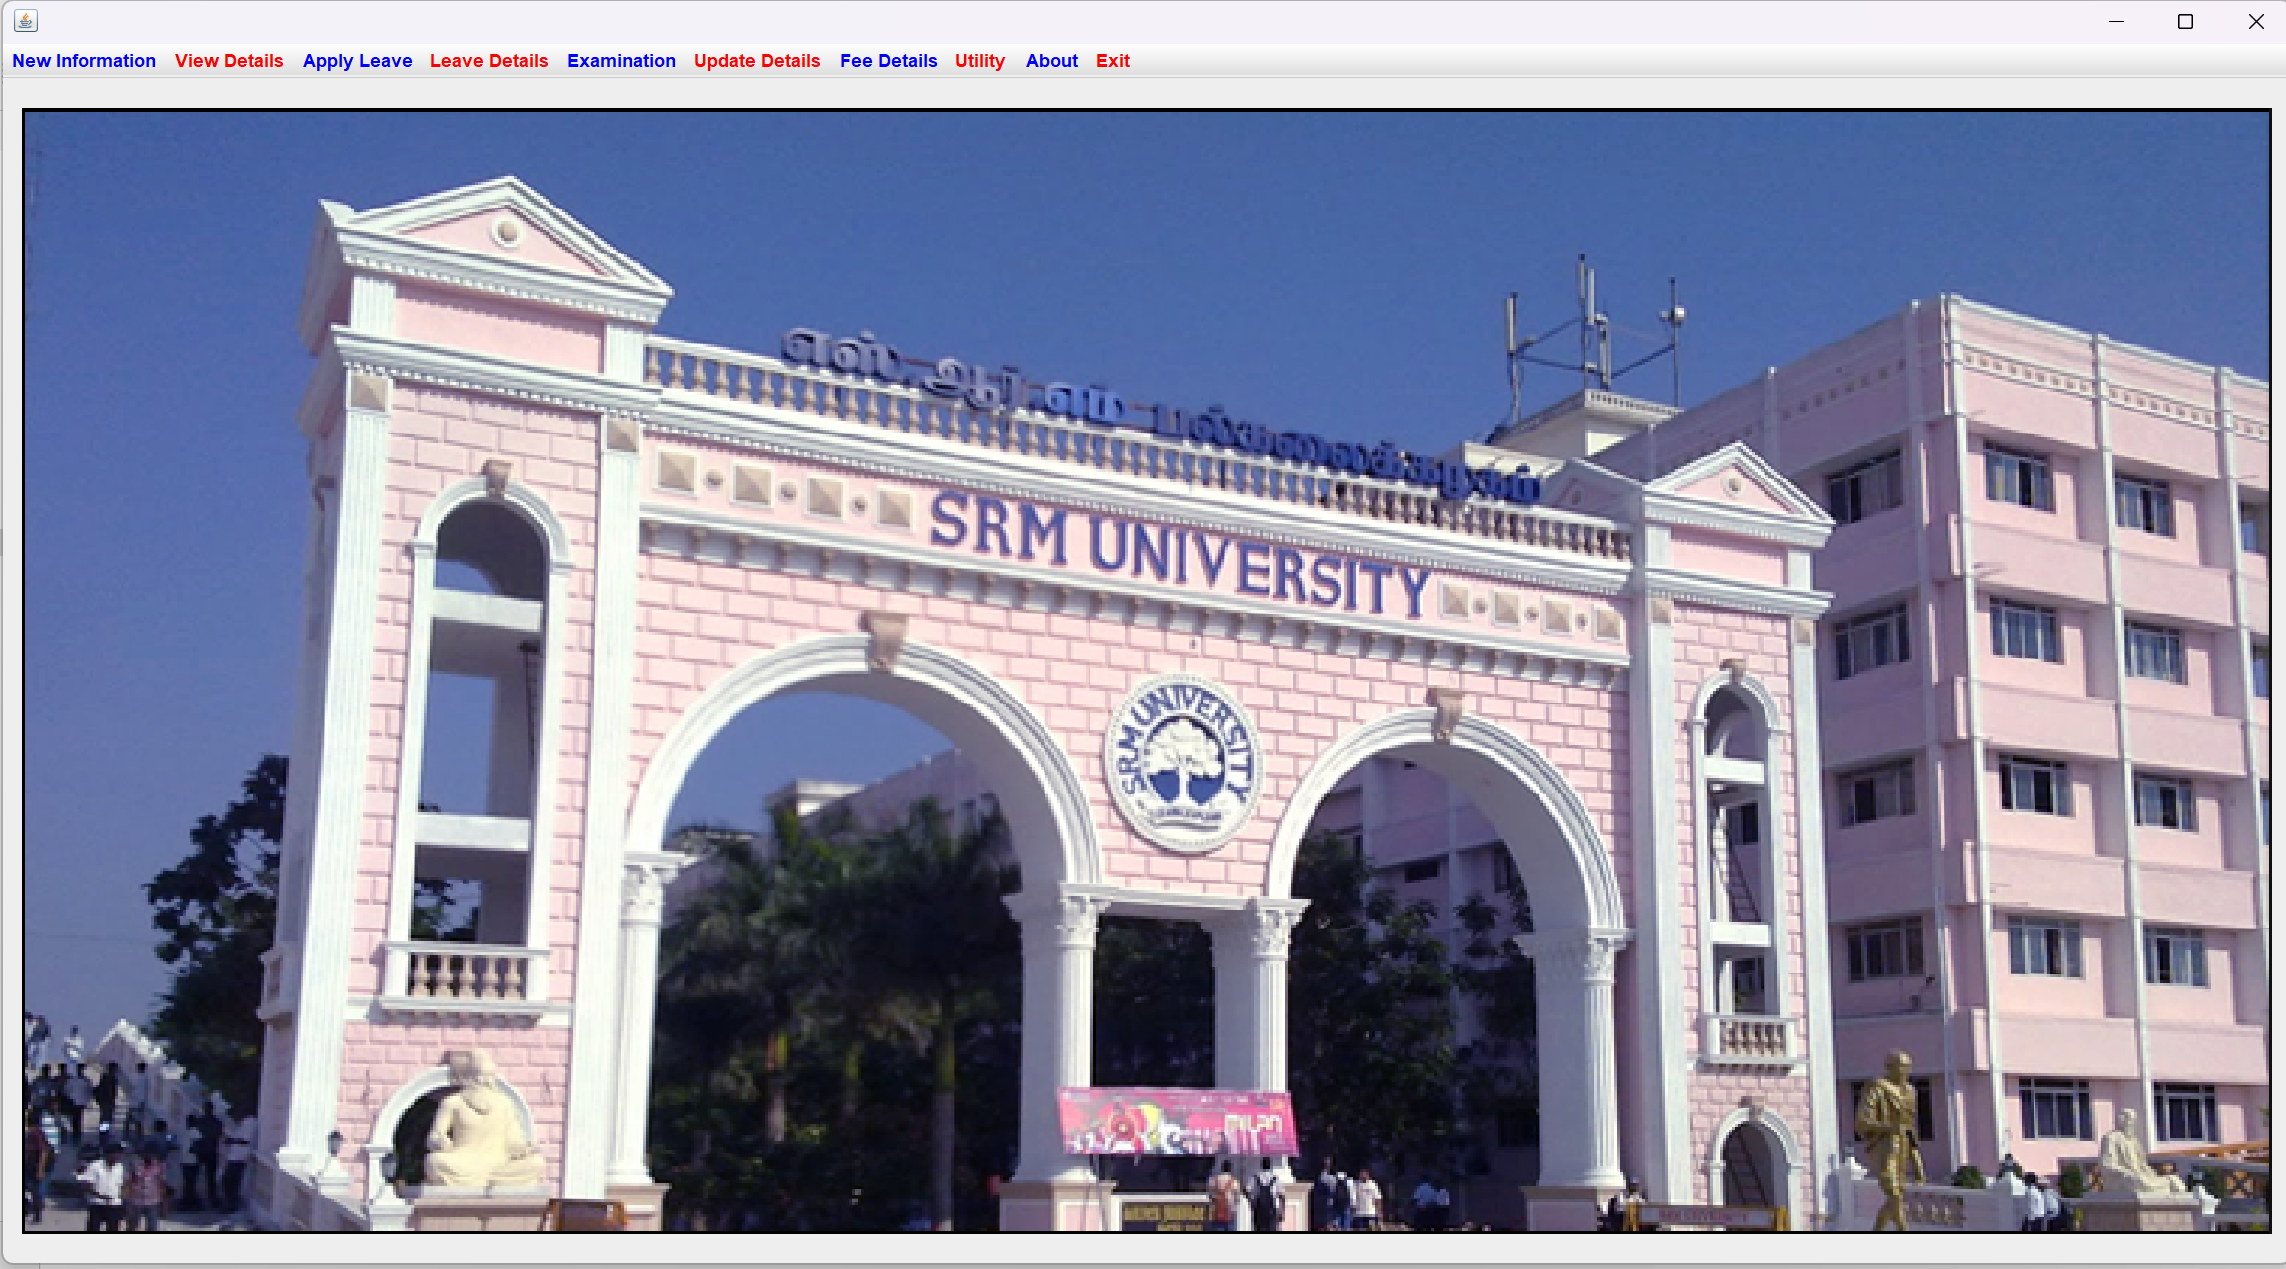 New Information View Details Apply Leave Leave Details Examination Update Details Fee Details Utility About Exit
எஸ் ஆர் எம் பல்கலைக்கழகம்
SRM UNIVERSITY
SRM UNIVERSITY
MILAN